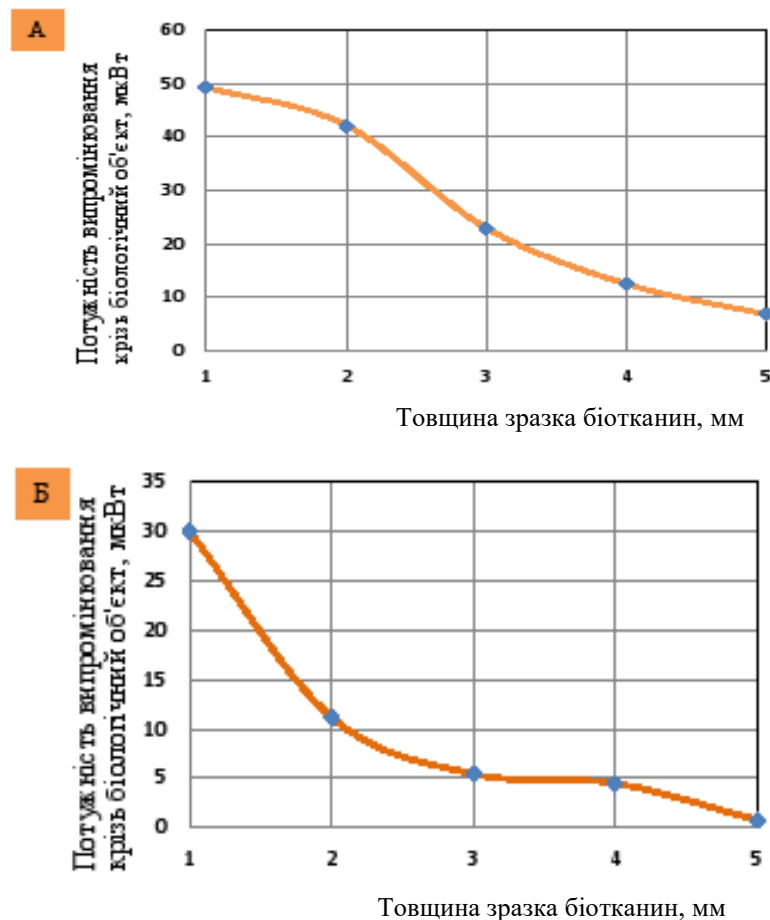 А
Потужність випромінювання
крізь біологічний об'єкт, мкВт
60
50
40
30
20
10
0
1 2 3 4 5
Товщина зразка біотканин, мм
Б
Потужність випромінювання
крізь біологічний об'єкт, мкВт
35
30
25
20
15
10
5
0
1 2 3 4 5
Товщина зразка біотканин, мм